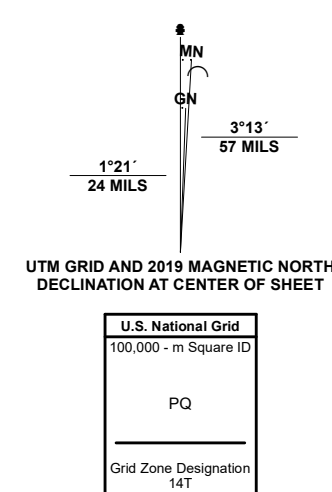 MN
GN
3°13´
57 MILS
1°21´
24 MILS
UTM GRID AND 2019 MAGNETIC NORTH
DECLINATION AT CENTER OF SHEET
U.S. National Grid
100,000 - m Square ID
PQ
Grid Zone Designation
14T